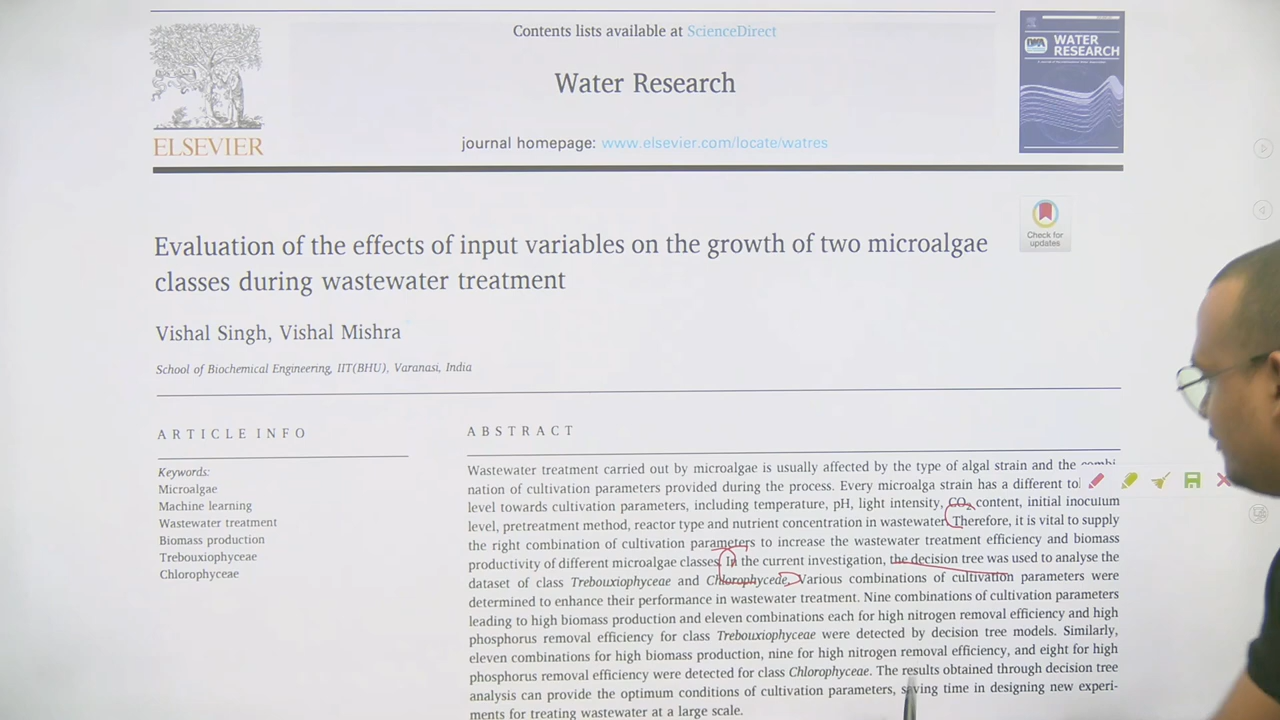 Contents lists available at ScienceDirect
Water Research
journal homepage: www.elsevier.com/locate/watres
ELSEVIER
WATER
RESEARCH
Check for
updates
Evaluation of the effects of input variables on the growth of two microalgae
classes during wastewater treatment
Vishal Singh, Vishal Mishra
School of Biochemical Engineering, IIT(BHU), Varanasi, India
ARTICLE INFO
Keywords:
Microalgae
Machine learning
Wastewater treatment
Biomass production
Trebouxiophyceae
Chlorophyceae
ABSTRACT
Wastewater treatment carried out by microalgae is usually affected by the type of algal strain and the combi-
nation of cultivation parameters provided during the process. Every microalga strain has a different tol
level towards cultivation parameters, including temperature, pH, light intensity, CO2 content, initial inoculum
level, pretreatment method, reactor type and nutrient concentration in wastewater. Therefore, it is vital to supply
the right combination of cultivation parameters to increase the wastewater treatment efficiency and biomass
productivity of different microalgae classes. In the current investigation, the decision tree was used to analyse the
dataset of class Trebouxiophyceae and Chlorophycede. Various combinations of cultivation parameters were
determined to enhance their performance in wastewater treatment. Nine combinations of cultivation parameters
leading to high biomass production and eleven combinations each for high nitrogen removal efficiency and high
phosphorus removal efficiency for class Trebouxiophyceae were detected by decision tree models. Similarly,
eleven combinations for high biomass production, nine for high nitrogen removal efficiency, and eight for high
phosphorus removal efficiency were detected for class Chlorophyceae. The results obtained through decision tree
analysis can provide the optimum conditions of cultivation parameters, saving time in designing new experi-
ments for treating wastewater at a large scale.